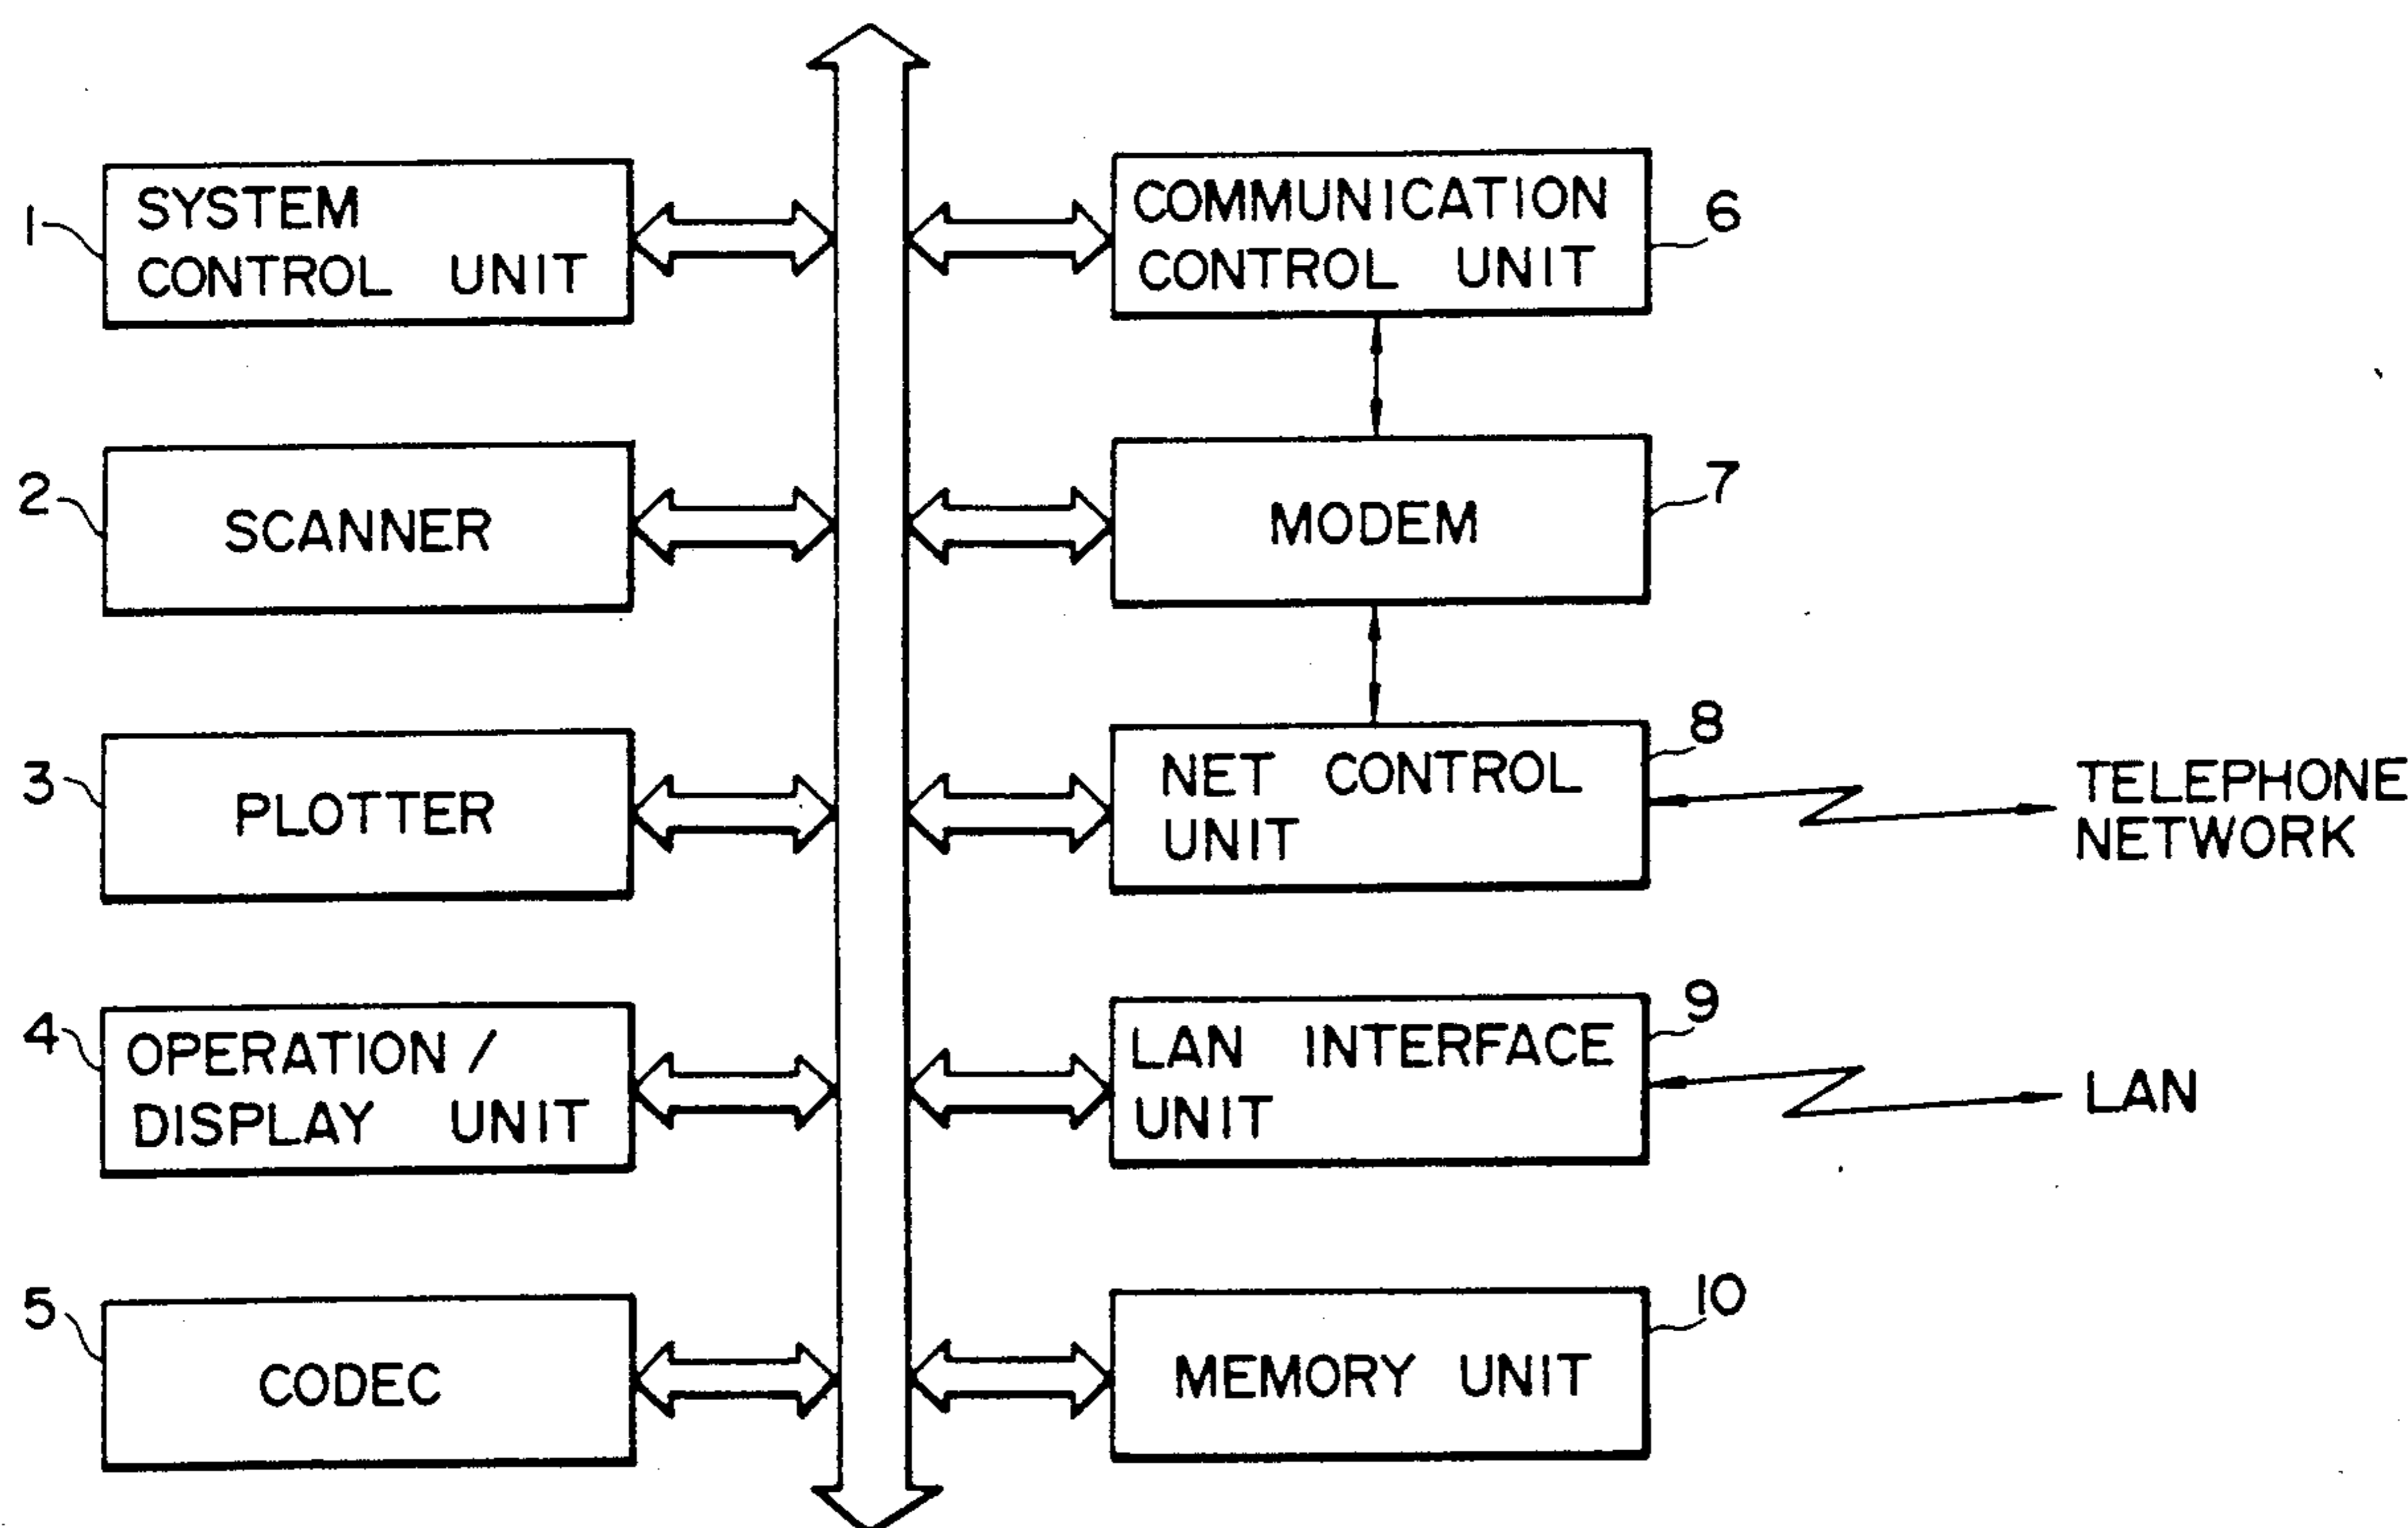 1
SYSTEM
CONTROL UNIT
2
SCANNER
3
PLOTTER
4
OPERATION/
DISPLAY UNIT
5
CODEC
COMMUNICATION
CONTROL UNIT
6
MODEM
7
NET CONTROL
UNIT
8
TELEPHONE
NETWORK
LAN INTERFACE
UNIT
9
LAN
MEMORY UNIT
10